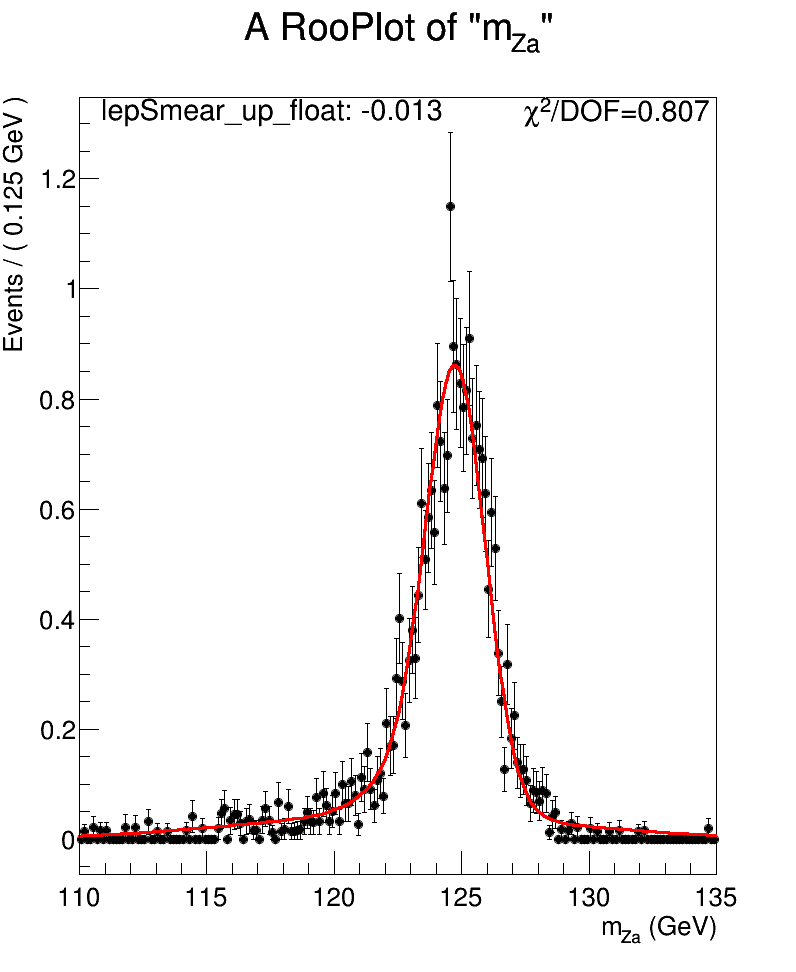 A RooPlot of "m_Za"
lepSmear_up_float: -0.013
χ²/DOF=0.807
Events / ( 0.125 GeV )
1.2
1
0.8
0.6
0.4
0.2
0
110 115 120 125 130 135
m_Za (GeV)